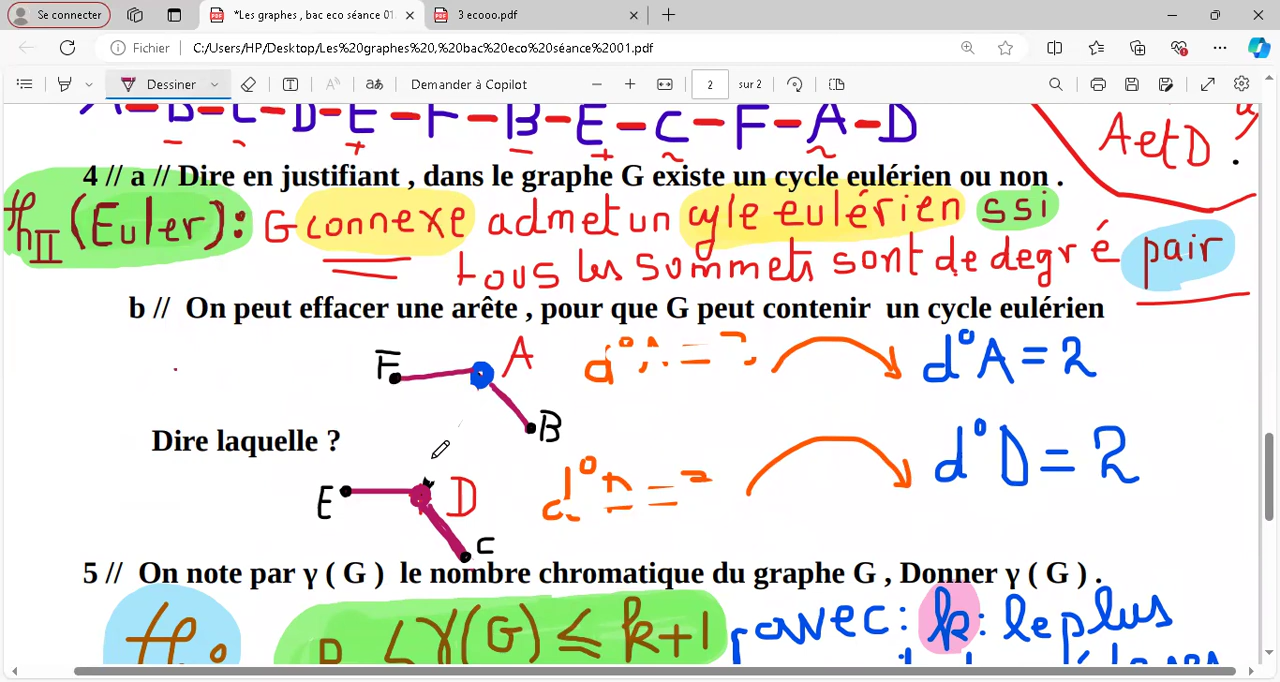 Se connecter
*Les graphes , bac eco séance 01.
3 ecooo.pdf
Fichier
C:/Users/HP/Desktop/Les%20graphes%20,%20bac%20eco%20séance%2001.pdf
Dessiner
Demander à Copilot
2 sur 2
A - B - C - D - E - F - B - E - C - F - A - D
A et D .
4 // a // Dire en justifiant , dans le graphe G existe un cycle eulérien ou non .
Th II (Euler) : G connexe admet un cyle eulérien ssi
tous les sommets sont de degré pair
b // On peut effacer une arête , pour que G peut contenir un cycle eulérien
F A B
d°A = d°A = 2
Dire laquelle ?
E D C
d°D = d°D = 2
5 // On note par γ ( G ) le nombre chromatique du graphe G , Donner γ ( G ) .
γ(G) ≤ k+1
avec : k : le plus